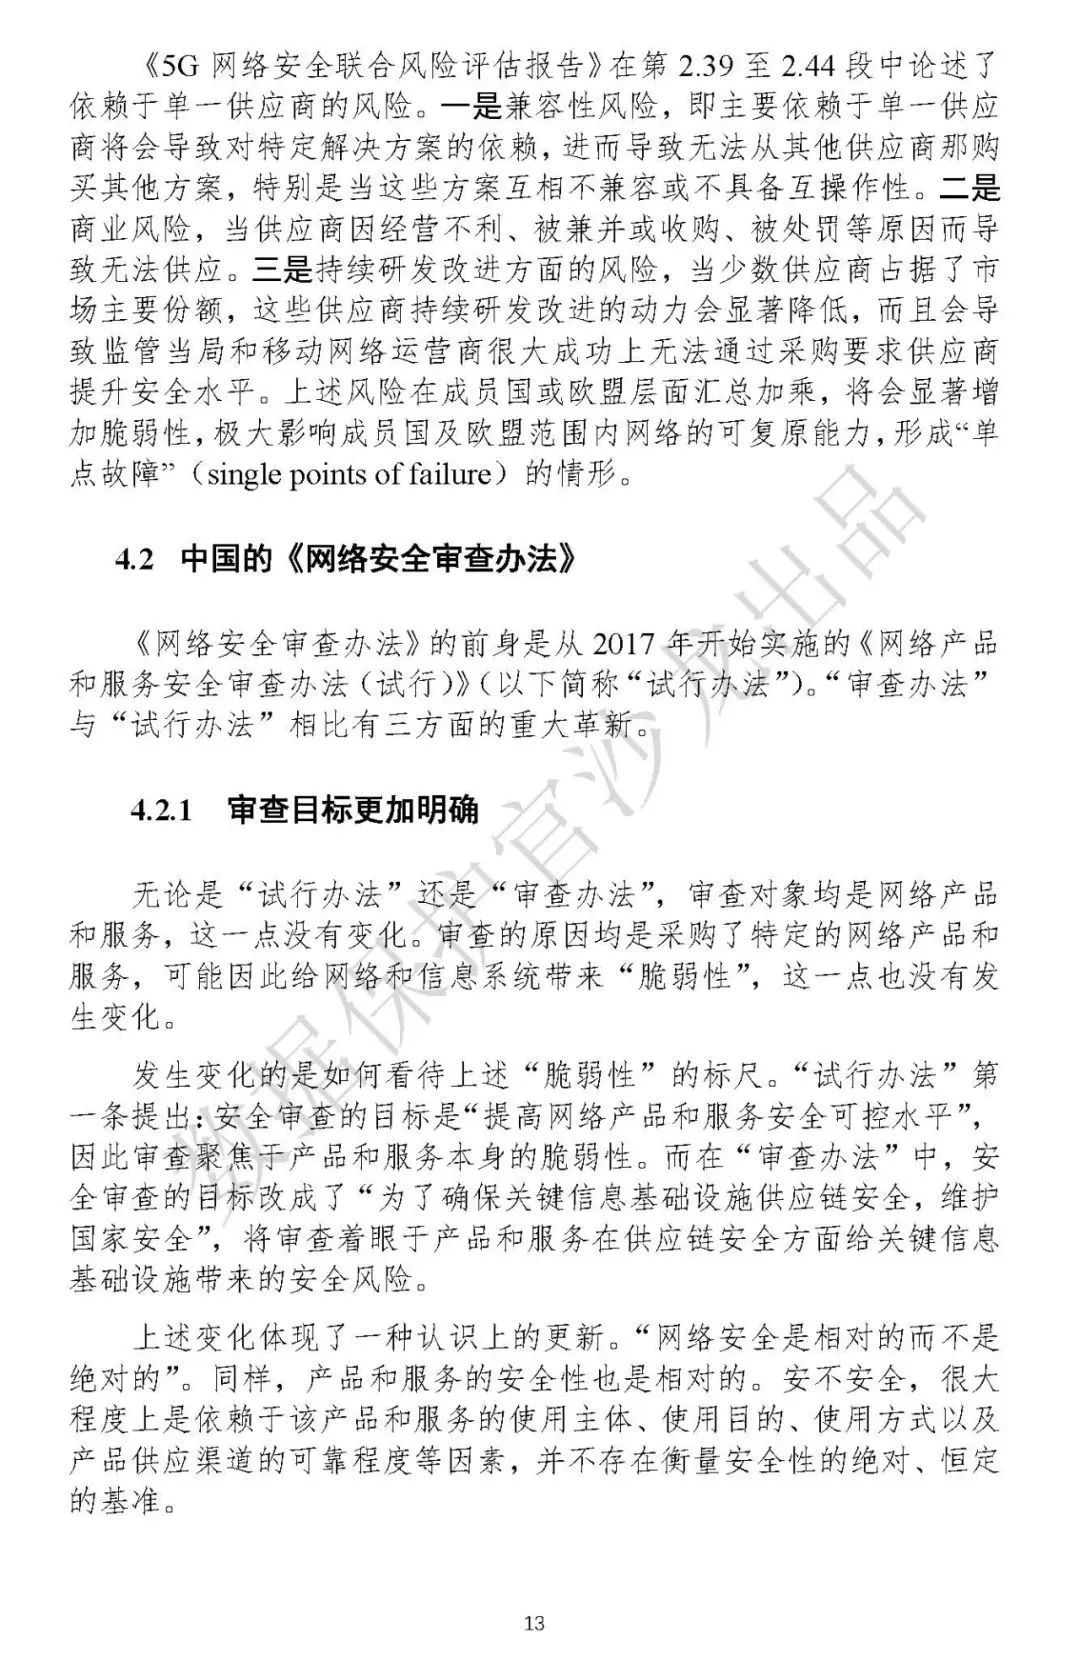 《5G 网络安全联合风险评估报告》在第 2.39 至 2.44 段中论述了
依赖于单一供应商的风险。一是兼容性风险，即主要依赖于单一供应
商将会导致对特定解决方案的依赖，进而导致无法从其他供应商那购
买其他方案，特别是当这些方案互相不兼容或不具备互操作性。二是
商业风险，当供应商因经营不利、被兼并或收购、被处罚等原因而导
致无法供应。三是持续研发改进方面的风险，当少数供应商占据了市
场主要份额，这些供应商持续研发改进的动力会显著降低，而且会导
致监管当局和移动网络运营商很大成功上无法通过采购要求供应商
提升安全水平。上述风险在成员国或欧盟层面汇总加乘，将会显著增
加脆弱性，极大影响成员国及欧盟范围内网络的可复原能力，形成“单
点故障”（single points of failure）的情形。
4.2 中国的《网络安全审查办法》
《网络安全审查办法》的前身是从 2017 年开始实施的《网络产品
和服务安全审查办法（试行）》（以下简称“试行办法”）。“审查办法”
与“试行办法”相比有三方面的重大革新。
4.2.1 审查目标更加明确
无论是“试行办法”还是“审查办法”，审查对象均是网络产品
和服务，这一点没有变化。审查的原因均是采购了特定的网络产品和
服务，可能因此给网络和信息系统带来“脆弱性”，这一点也没有发
生变化。
发生变化的是如何看待上述“脆弱性”的标尺。“试行办法”第
一条提出：安全审查的目标是“提高网络产品和服务安全可控水平”，
因此审查聚焦于产品和服务本身的脆弱性。而在“审查办法”中，安
全审查的目标改成了“为了确保关键信息基础设施供应链安全，维护
国家安全”，将审查着眼于产品和服务在供应链安全方面给关键信息
基础设施带来的安全风险。
上述变化体现了一种认识上的更新。“网络安全是相对的而不是
绝对的”。同样，产品和服务的安全性也是相对的。安不安全，很大
程度上是依赖于该产品和服务的使用主体、使用目的、使用方式以及
产品供应渠道的可靠程度等因素，并不存在衡量安全性的绝对、恒定
的基准。
数据保护官沙龙出品
13